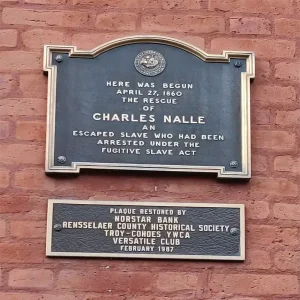 HERE WAS BEGUN
APRIL 27, 1860
THE RESCUE
OF
CHARLES NALLE
AN
ESCAPED SLAVE WHO HAD BEEN
ARRESTED UNDER THE
FUGITIVE SLAVE ACT
PLAQUE RESTORED BY
NORSTAR BANK
RENSSELAER COUNTY HISTORICAL SOCIETY
TROY-COHOES YWCA
VERSATILE CLUB
FEBRUARY 1987